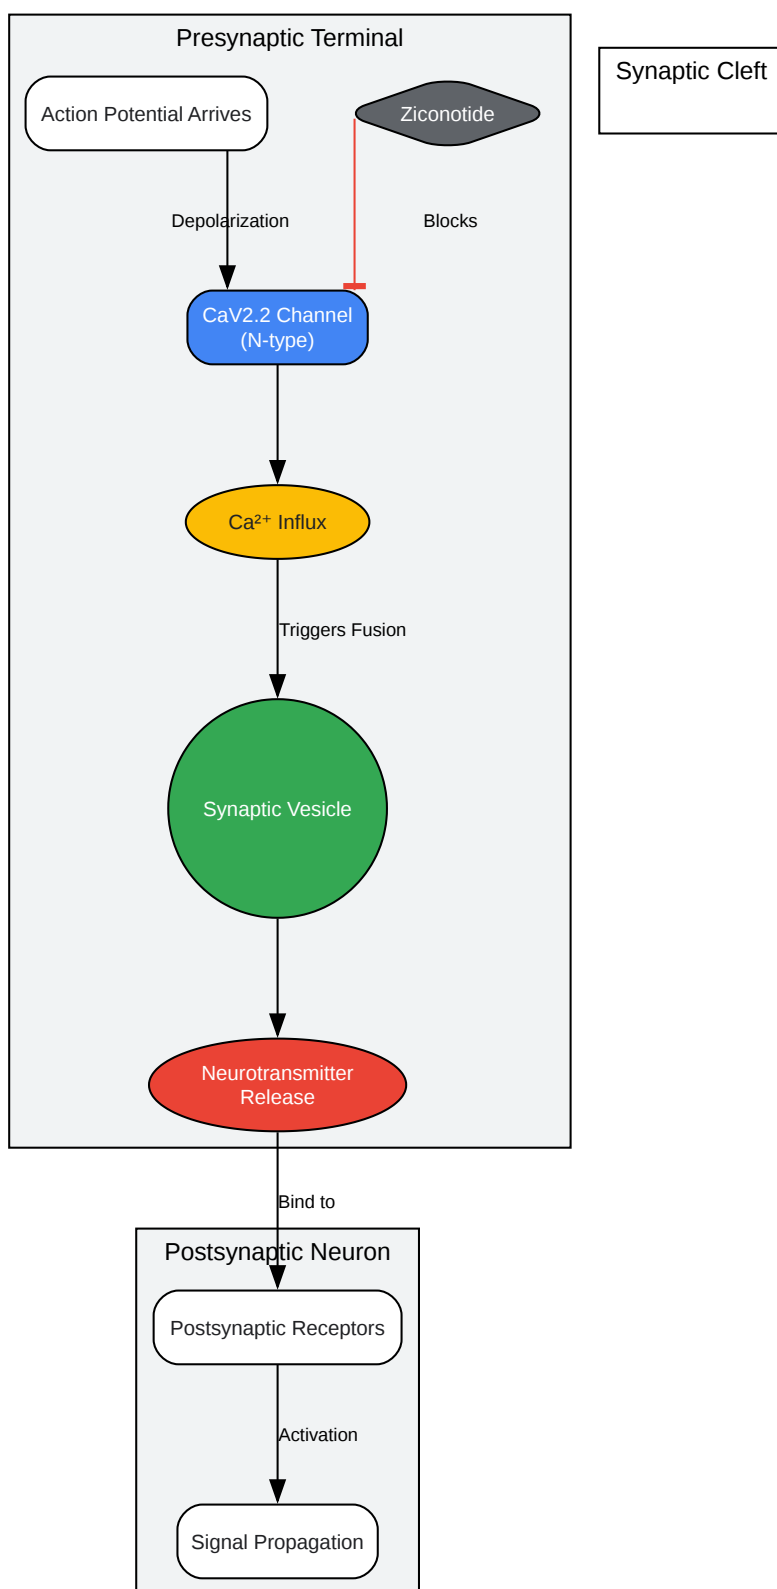 Presynaptic Terminal
Synaptic Cleft
Action Potential Arrives
Ziconotide
Depolarization
Blocks
CaV2.2 Channel
(N-type)
Ca²⁺ Influx
Triggers Fusion
Synaptic Vesicle
Neurotransmitter
Release
Bind to
Postsynaptic Neuron
Postsynaptic Receptors
Activation
Signal Propagation